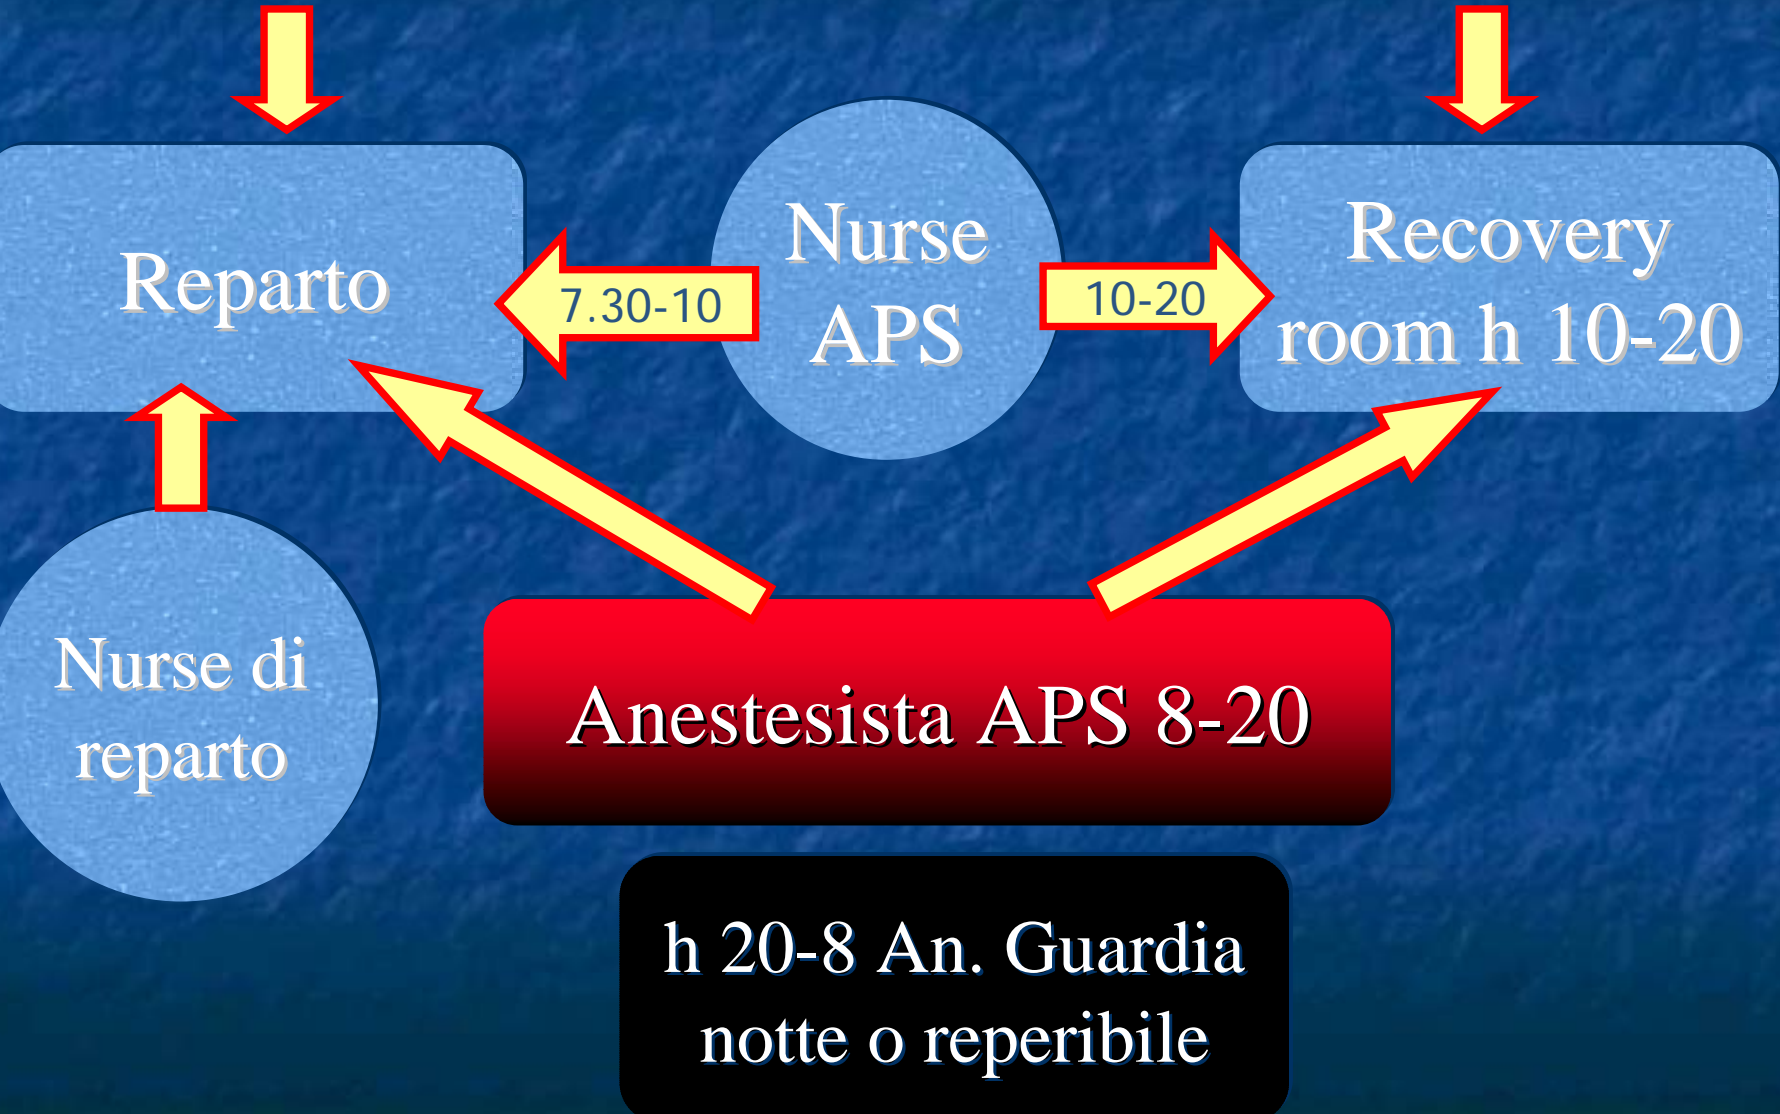 Reparto
7.30-10
Nurse
APS
10-20
Recovery
room h 10-20
Nurse di
reparto
Anestesista APS 8-20
h 20-8 An. Guardia
notte o reperibile